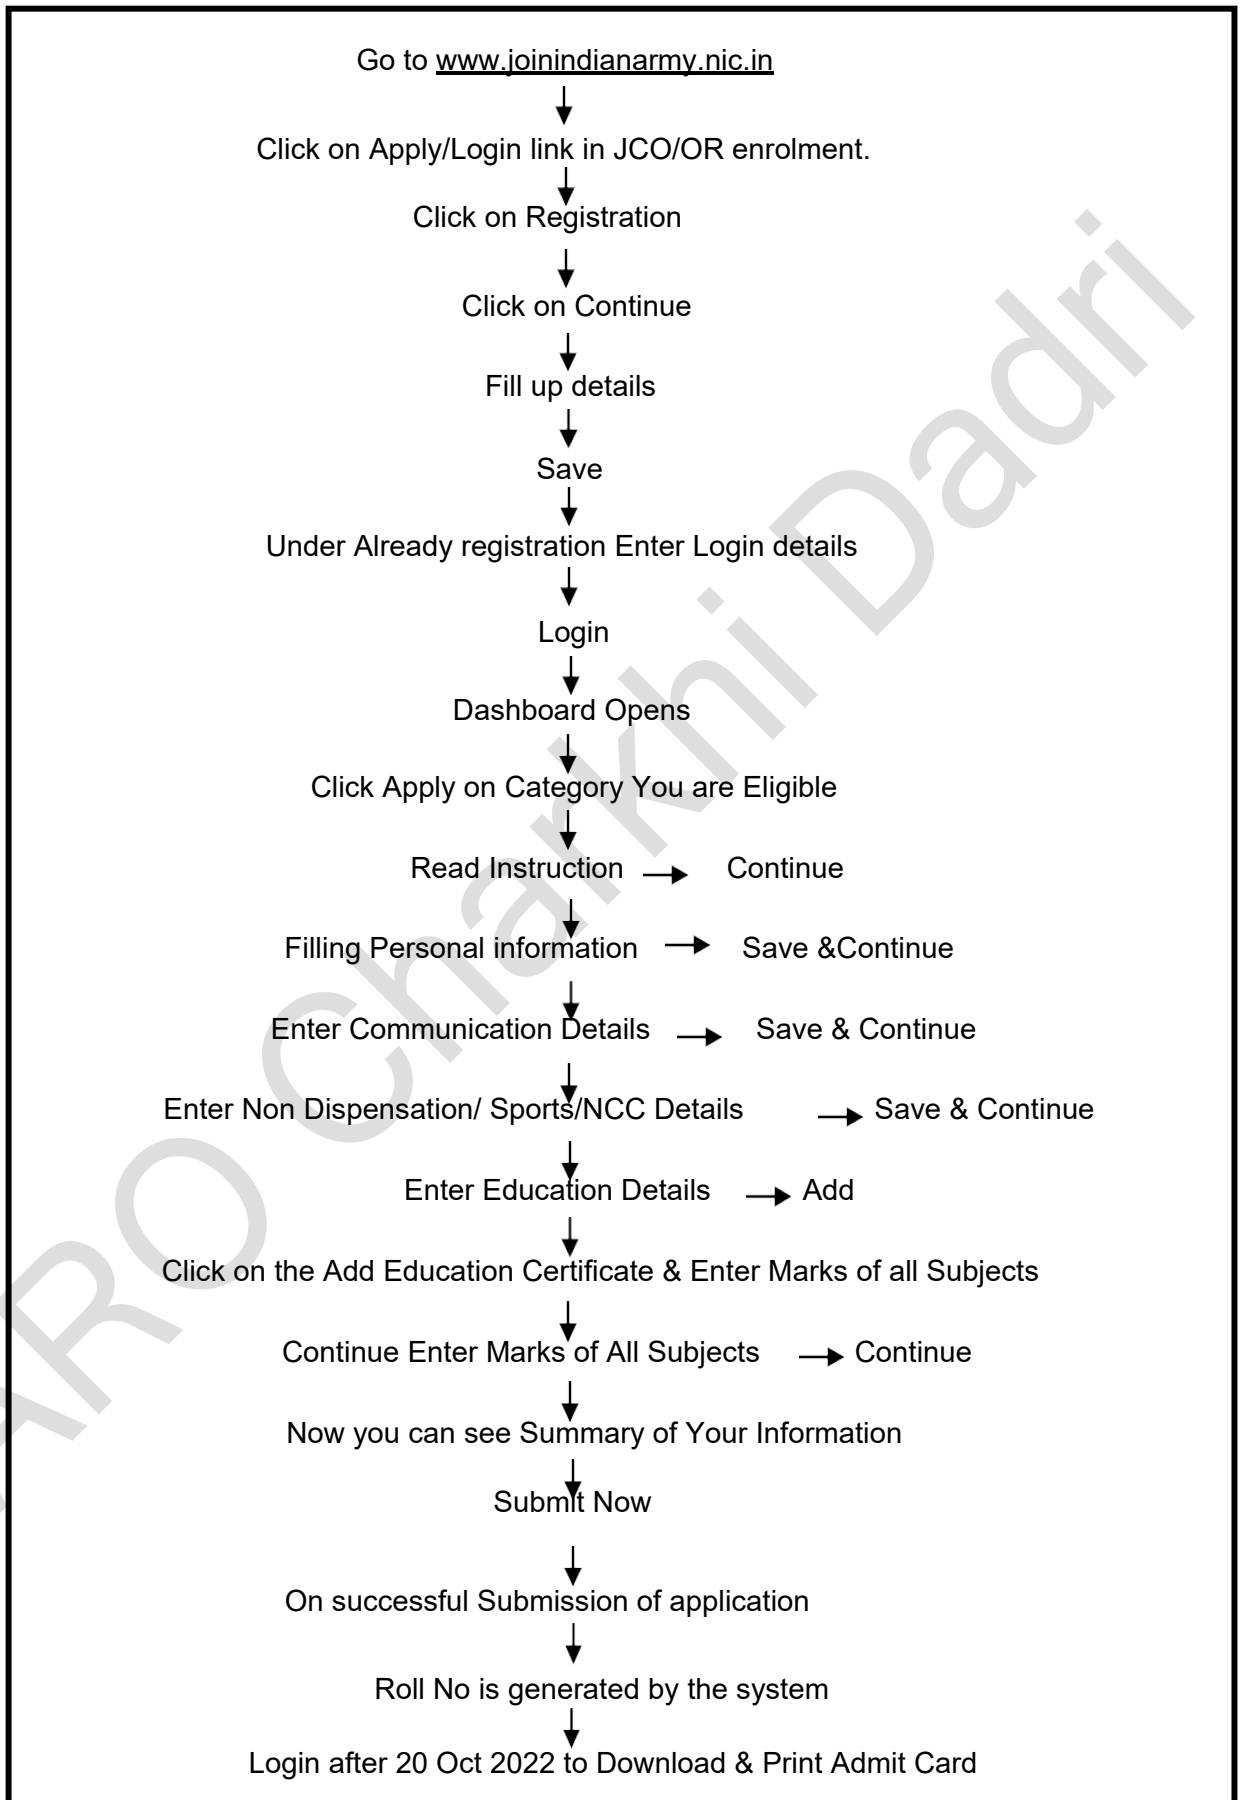 Go to www.joinindianarmy.nic.in
Click on Apply/Login link in JCO/OR enrolment.
Click on Registration
Click on Continue
Fill up details
Save
Under Already registration Enter Login details
Login
Dashboard Opens
Click Apply on Category You are Eligible
Read Instruction Continue
Filling Personal information Save &Continue
Enter Communication Details Save & Continue
Enter Non Dispensation/ Sports/NCC Details Save & Continue
Enter Education Details Add
Click on the Add Education Certificate & Enter Marks of all Subjects
Continue Enter Marks of All Subjects Continue
Now you can see Summary of Your Information
Submit Now
On successful Submission of application
Roll No is generated by the system
Login after 20 Oct 2022 to Download & Print Admit Card
ARO Charkhi Dadri